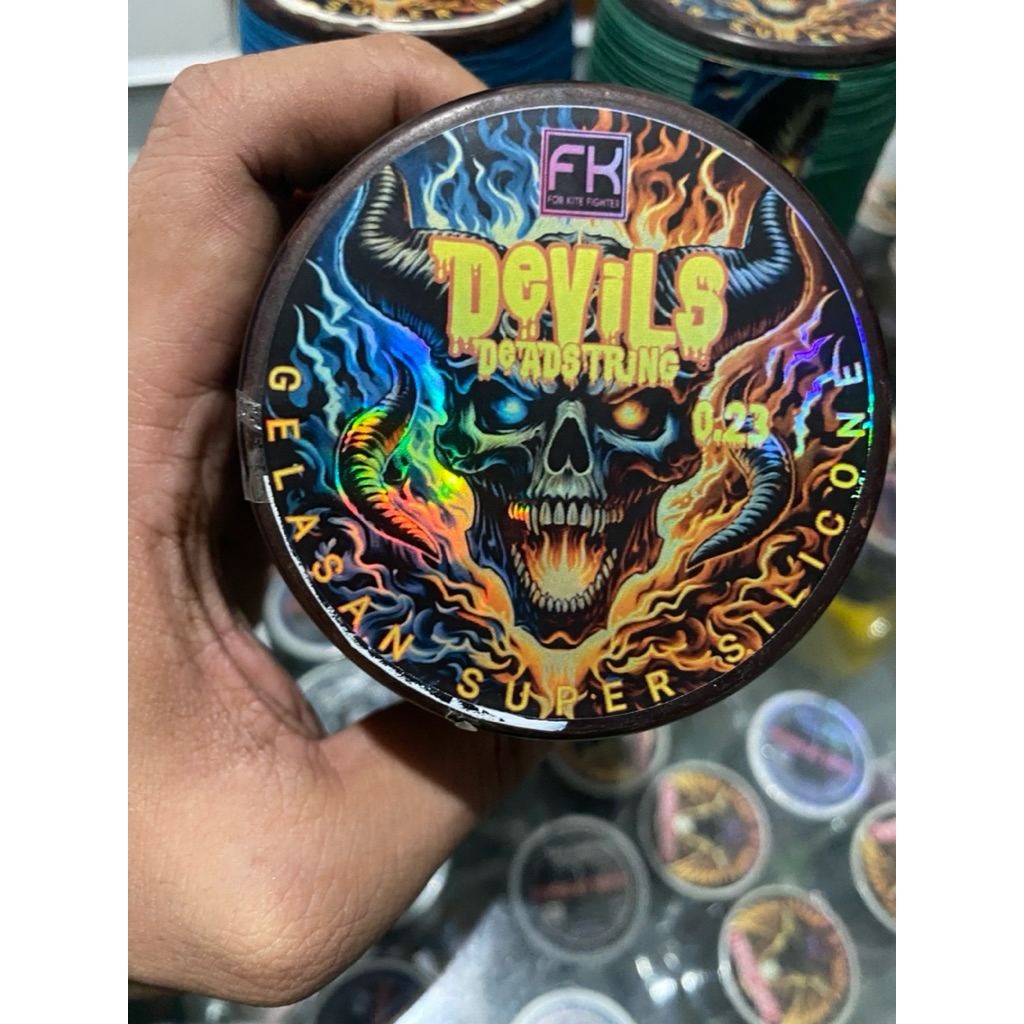 FK
FOR KITE FIGHTER
DEVILS
DEADSTRING
0.23
GELASAN SUPER SILICONE